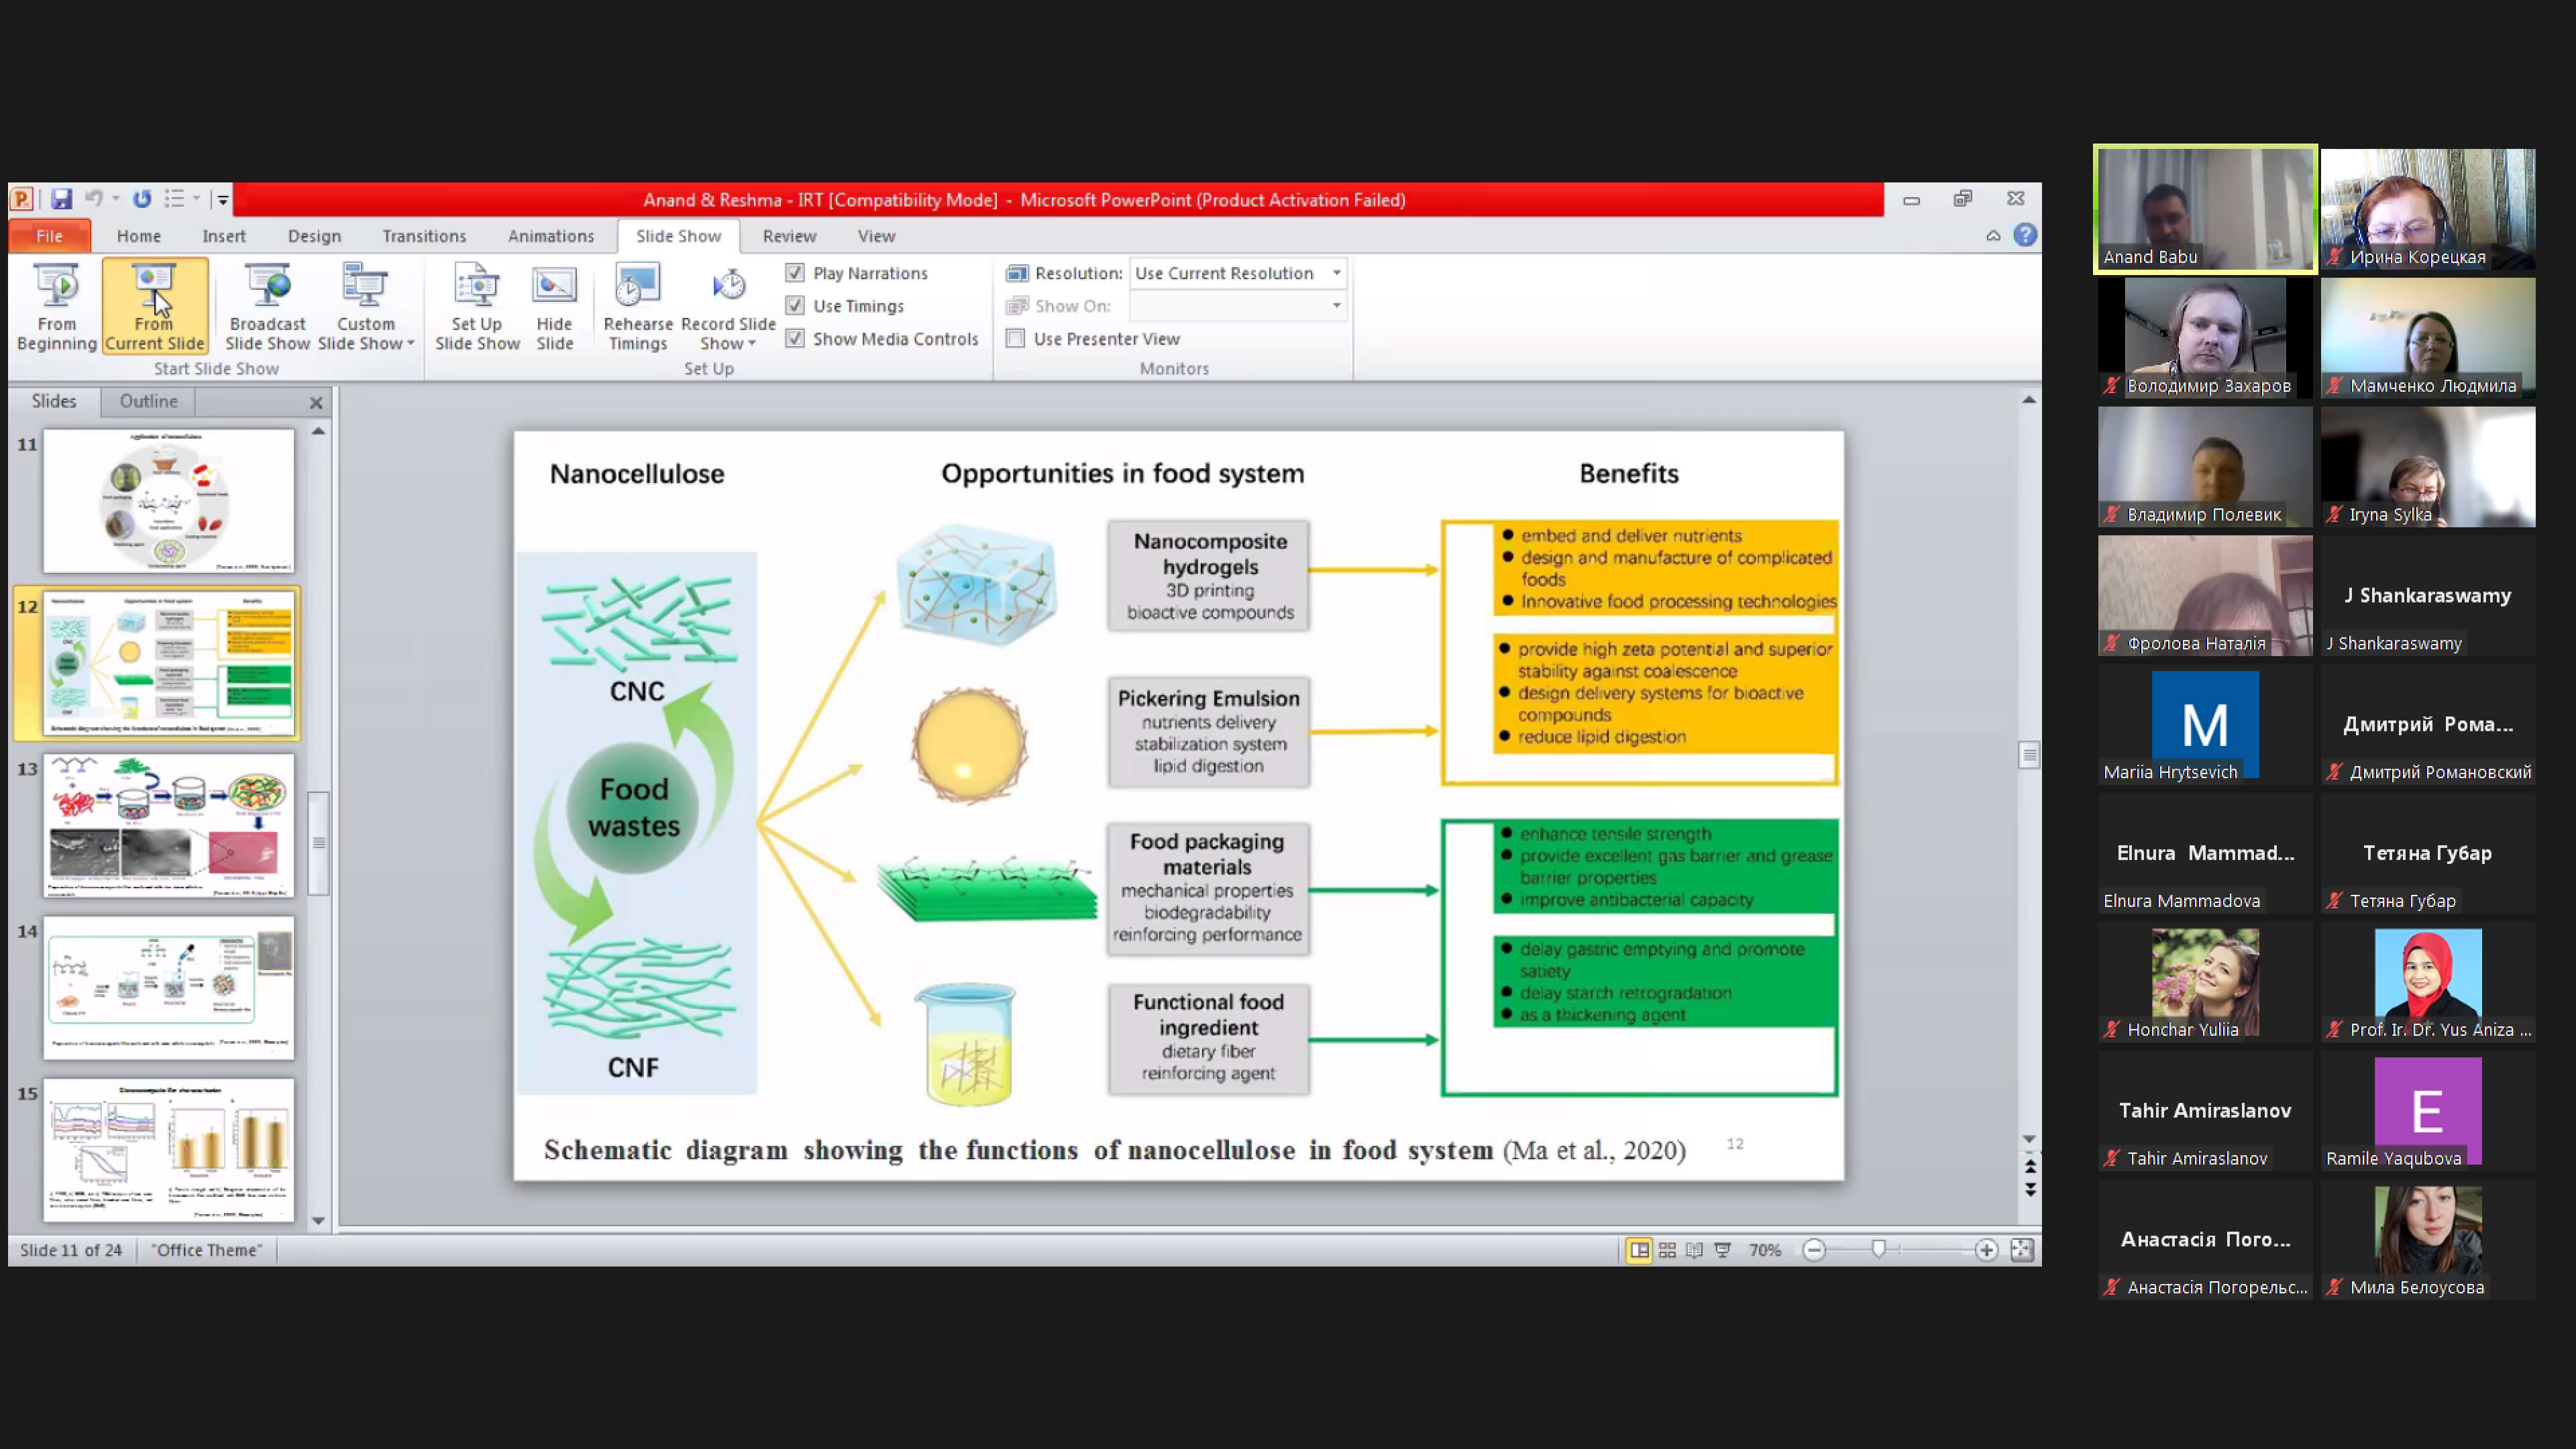 Anand & Reshma - IRT [Compatibility Mode] - Microsoft PowerPoint (Product Activation Failed)
File Home Insert Design Transitions Animations Slide Show Review View
From Beginning
From Current Slide
Broadcast Slide Show
Custom Slide Show
Start Slide Show
Set Up Slide Show
Hide Slide
Rehearse Timings
Record Slide Show
Play Narrations
Use Timings
Show Media Controls
Set Up
Resolution: Use Current Resolution
Show On:
Use Presenter View
Monitors
Slides Outline
11
12
13
14
15
Nanocellulose
Opportunities in food system
Benefits
CNC
Food
wastes
CNF
Nanocomposite
hydrogels
3D printing
bioactive compounds
Pickering Emulsion
nutrients delivery
stabilization system
lipid digestion
Food packaging
materials
mechanical properties
biodegradability
reinforcing performance
Functional food
ingredient
dietary fiber
reinforcing agent
● embed and deliver nutrients
● design and manufacture of complicated
foods
● Innovative food processing technologies
● provide high zeta potential and superior
stability against coalescence
● design delivery systems for bioactive
compounds
● reduce lipid digestion
● enhance tensile strength
● provide excellent gas barrier and grease
barrier properties
● improve antibacterial capacity
● delay gastric emptying and promote
satiety
● delay starch retrogradation
● as a thickening agent
Schematic diagram showing the functions of nanocellulose in food system (Ma et al., 2020)
12
Slide 11 of 24 "Office Theme" 70%
Anand Babu
Ирина Корецкая
Володимир Захаров
Мамченко Людмила
Владимир Полевик
Iryna Sylka
Фролова Наталія
J Shankaraswamy
J Shankaraswamy
M
Mariia Hrytsevich
Дмитрий Рома...
Дмитрий Романовский
Elnura Mammad...
Elnura Mammadova
Тетяна Губар
Тетяна Губар
Honchar Yuliia
Prof. Ir. Dr. Yus Aniza ...
Tahir Amiraslanov
Tahir Amiraslanov
E
Ramile Yaqubova
Анастасія Пого...
Анастасія Погорельс...
Мила Белоусова